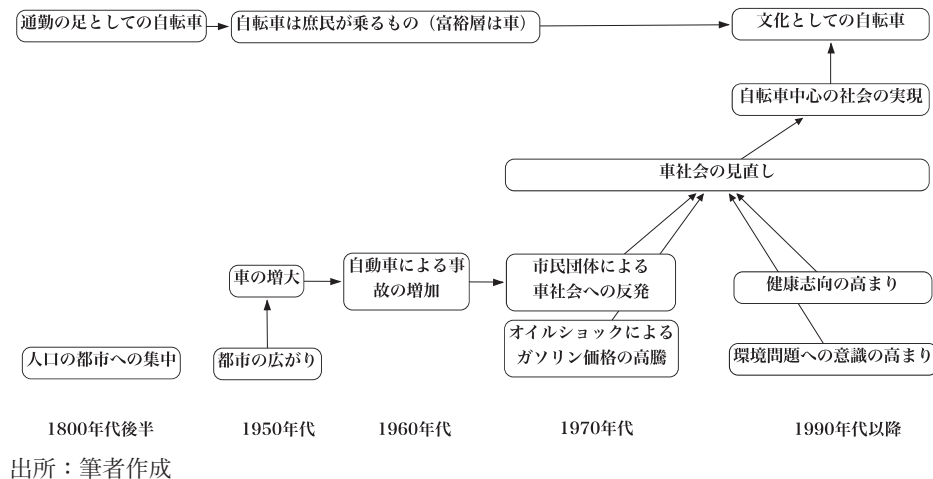 通勤の足としての自転車
自転車は庶民が乗るもの（富裕層は車）
文化としての自転車
自転車中心の社会の実現
車社会の見直し
車の増大
自動車による事
故の増加
市民団体による
車社会への反発
健康志向の高まり
オイルショックによる
ガソリン価格の高騰
人口の都市への集中
都市の広がり
環境問題への意識の高まり
1800年代後半
1950年代
1960年代
1970年代
1990年代以降
出所：筆者作成